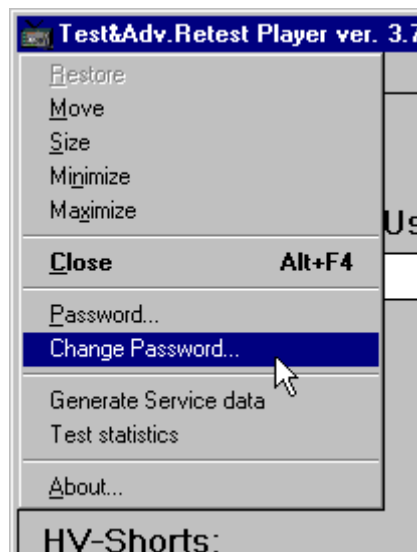 Test&Adv.Retest Player ver. 3.7
Restore
Move
Size
Minimize
Maximize
Us
Close Alt+F4
Password...
Change Password...
Generate Service data
Test statistics
About...
HV-Shorts: